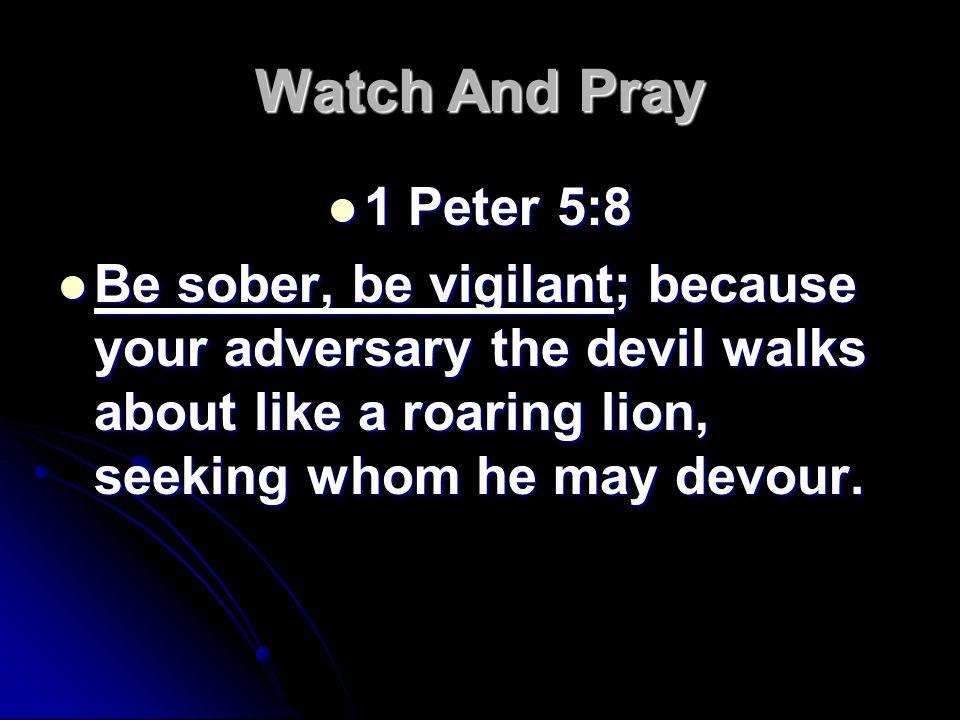 Watch And Pray
1 Peter 5:8
Be sober, be vigilant; because
your adversary the devil walks
about like a roaring lion,
seeking whom he may devour.